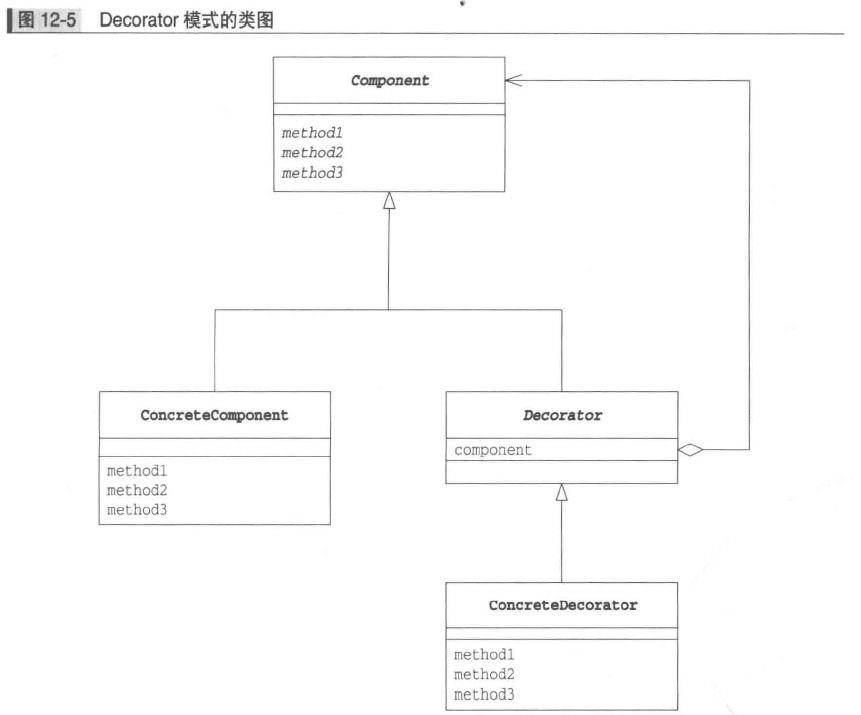 图 12-5 Decorator 模式的类图
Component
method1
method2
method3
ConcreteComponent
method1
method2
method3
Decorator
component
ConcreteDecorator
method1
method2
method3